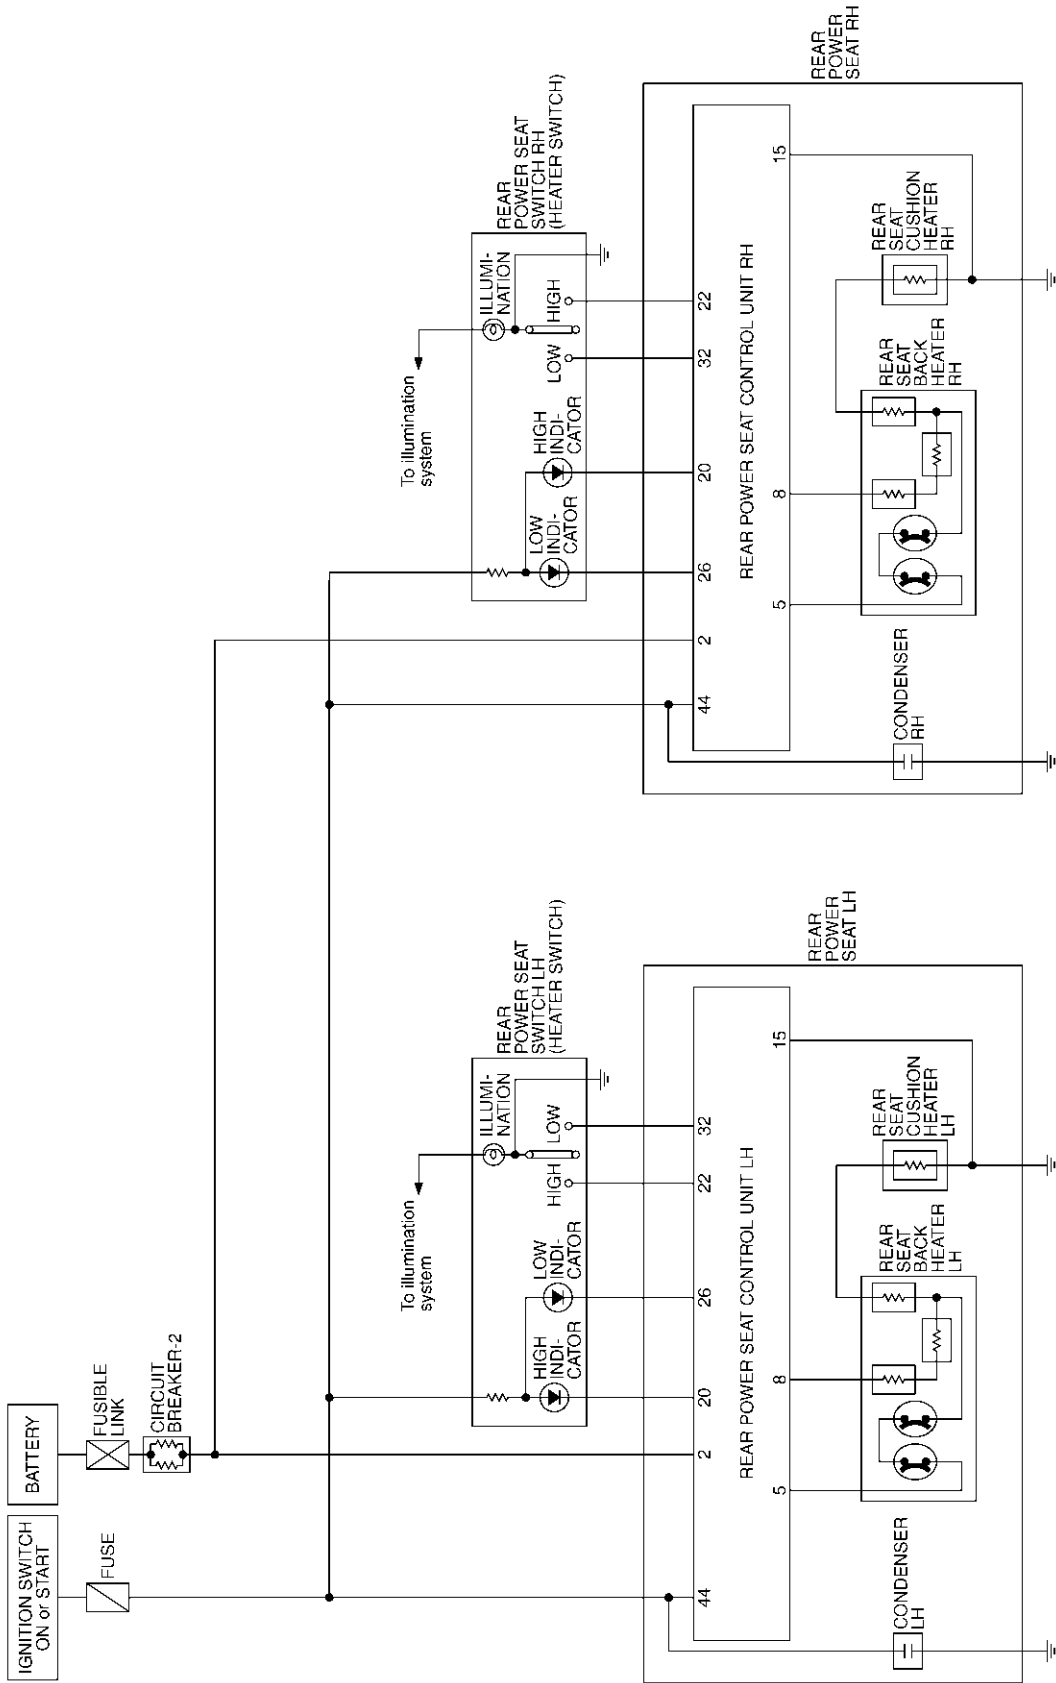 IGNITION SWITCH
ON or START
BATTERY
FUSE
FUSIBLE
LINK
CIRCUIT
BREAKER-2
To illumination
system
REAR
POWER SEAT
SWITCH LH
(HEATER SWITCH)
HIGH
INDI-
CATOR
LOW
INDI-
CATOR
ILLUMI-
NATION
HIGH
LOW
44
2
20
26
22
32
REAR POWER SEAT CONTROL UNIT LH
5
8
15
REAR
POWER
SEAT LH
CONDENSER
LH
REAR
SEAT
BACK
HEATER
LH
REAR
SEAT
CUSHION
HEATER
LH
To illumination
system
REAR
POWER SEAT
SWITCH RH
(HEATER SWITCH)
LOW
INDI-
CATOR
HIGH
INDI-
CATOR
ILLUMI-
NATION
LOW
HIGH
44
2
26
20
32
22
REAR POWER SEAT CONTROL UNIT RH
5
8
15
REAR
POWER
SEAT RH
CONDENSER
RH
REAR
SEAT
BACK
HEATER
RH
REAR
SEAT
CUSHION
HEATER
RH